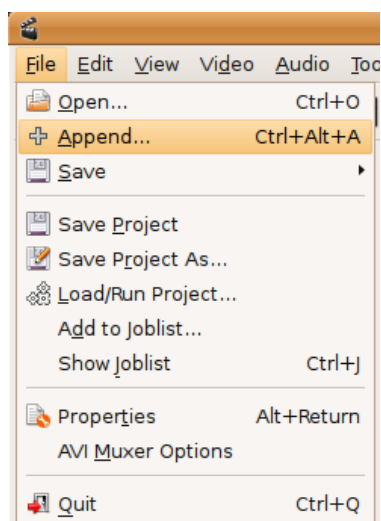 File Edit View Video Audio Too
Open... Ctrl+O
Append... Ctrl+Alt+A
Save
Save Project
Save Project As...
Load/Run Project...
Add to Joblist...
Show Joblist Ctrl+J
Properties Alt+Return
AVI Muxer Options
Quit Ctrl+Q